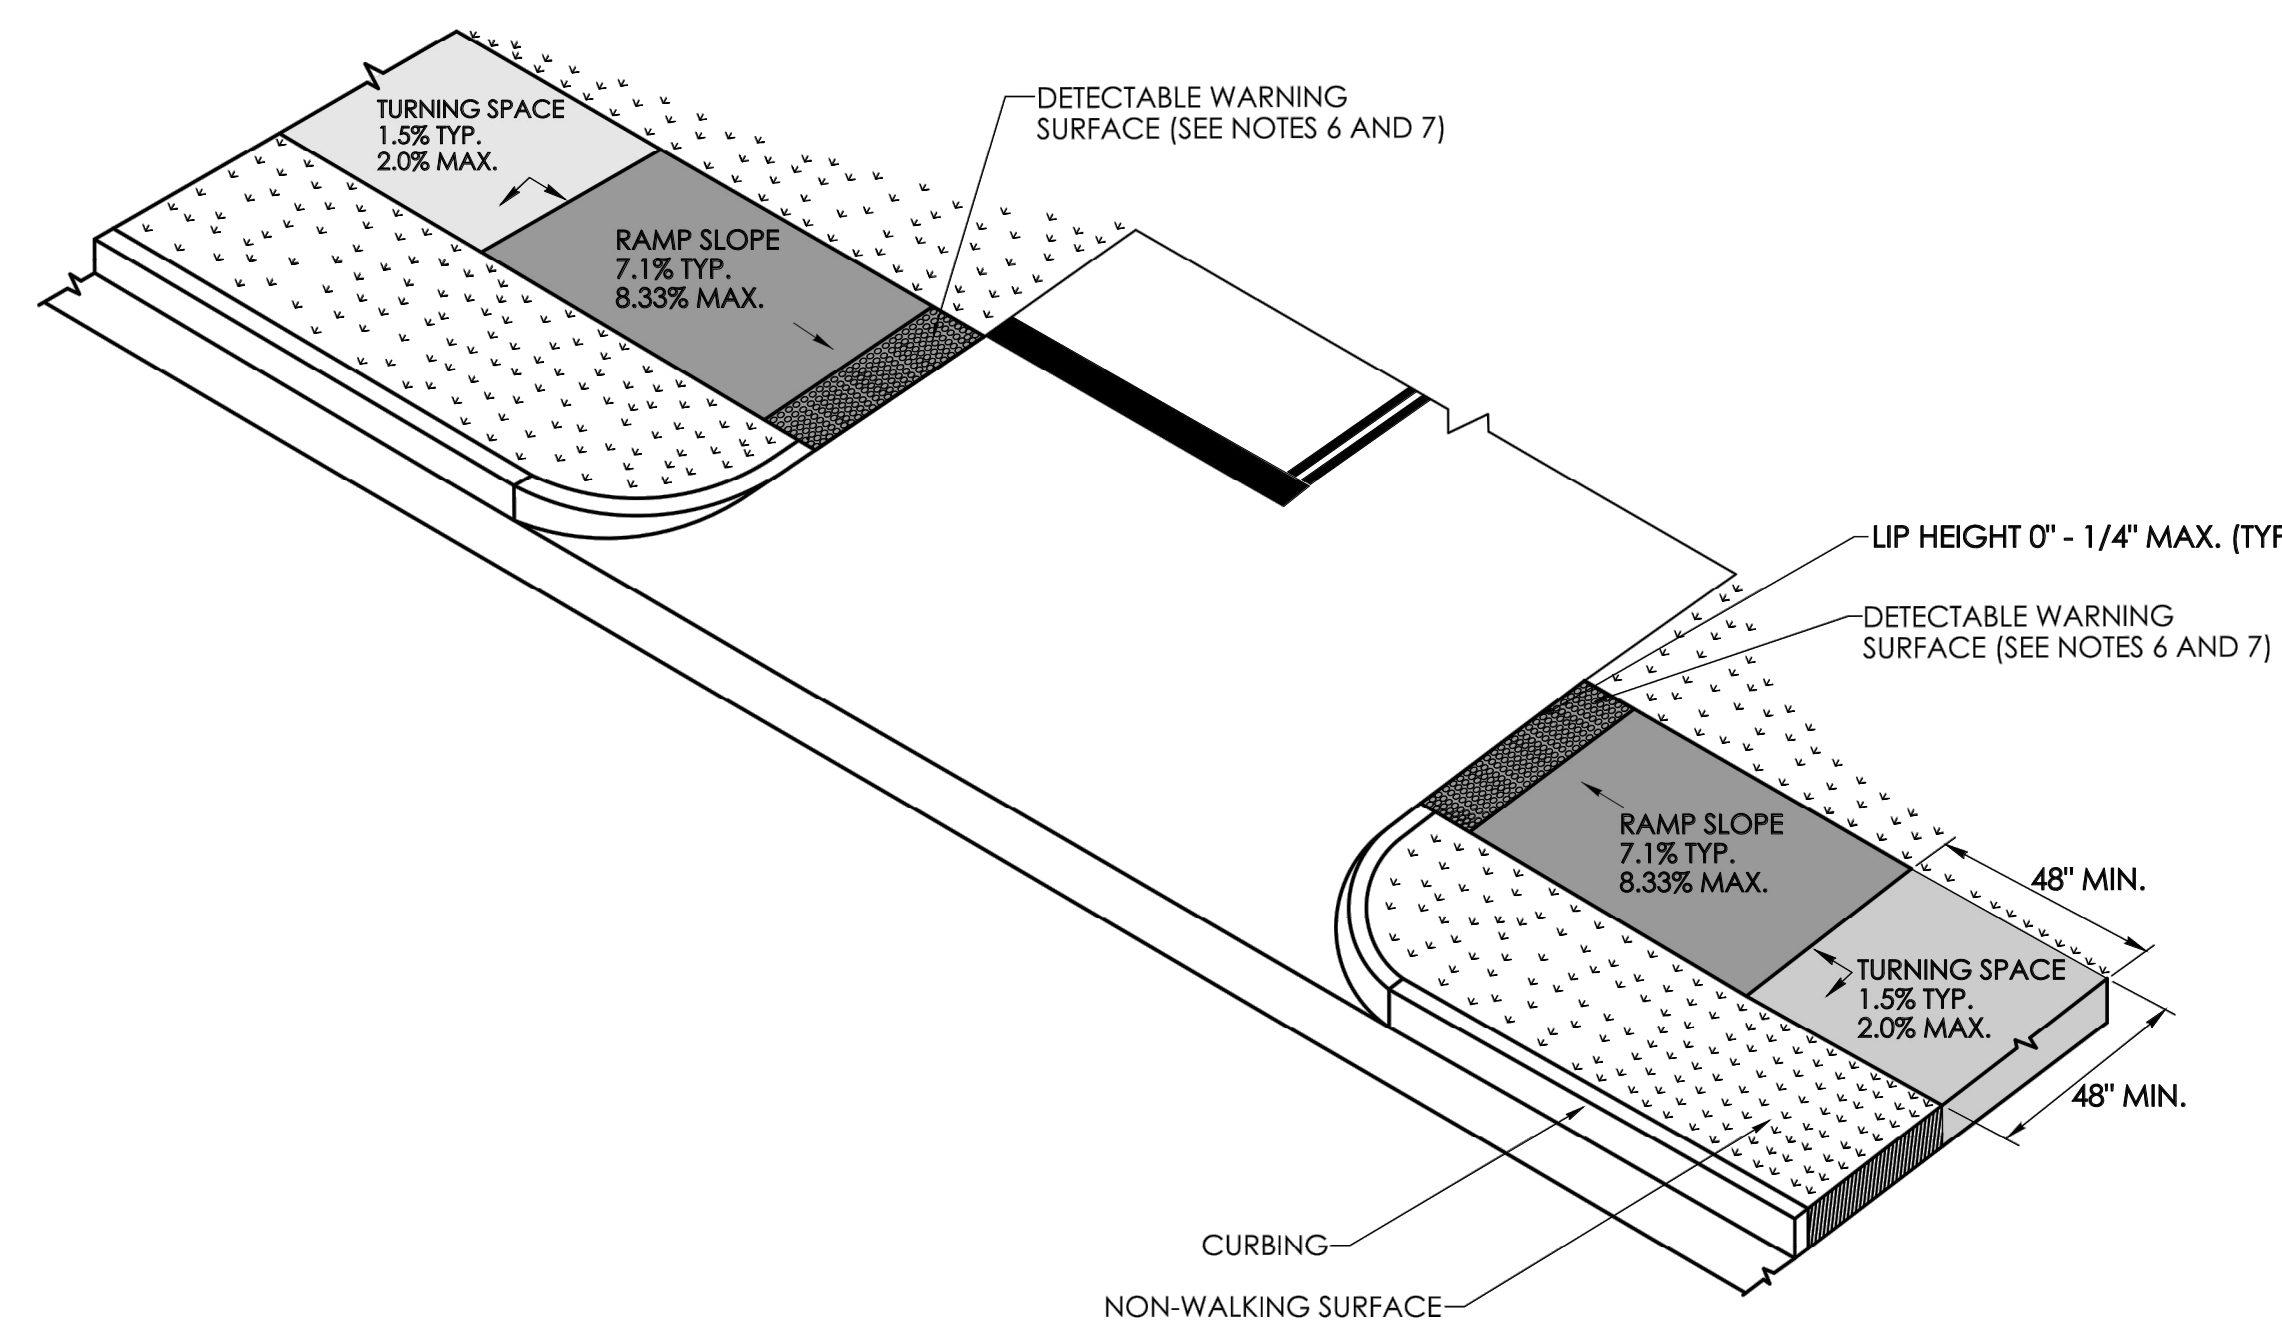 DETECTABLE WARNING
SURFACE (SEE NOTES 6 AND 7)
TURNING SPACE
1.5% TYP.
2.0% MAX.
RAMP SLOPE
7.1% TYP.
8.33% MAX.
LIP HEIGHT 0" - 1/4" MAX. (TYP
DETECTABLE WARNING
SURFACE (SEE NOTES 6 AND 7)
RAMP SLOPE
7.1% TYP.
8.33% MAX.
48" MIN.
TURNING SPACE
1.5% TYP.
2.0% MAX.
48" MIN.
CURBING
NON-WALKING SURFACE